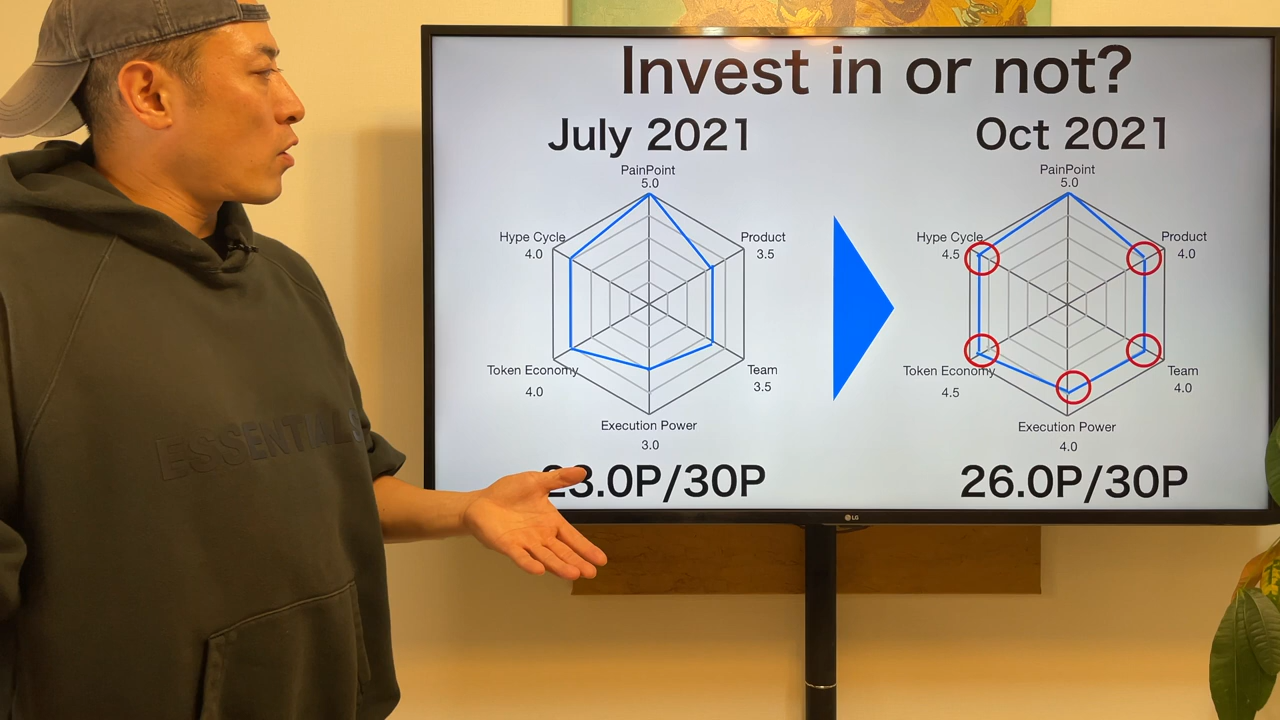 Invest in or not?
July 2021
PainPoint
5.0
Hype Cycle
4.0
Product
3.5
Token Economy
4.0
Team
3.5
Execution Power
3.0
23.0P/30P
Oct 2021
PainPoint
5.0
Hype Cycle
4.5
Product
4.0
Token Economy
4.5
Team
4.0
Execution Power
4.0
26.0P/30P
LG
ESSENTIALS